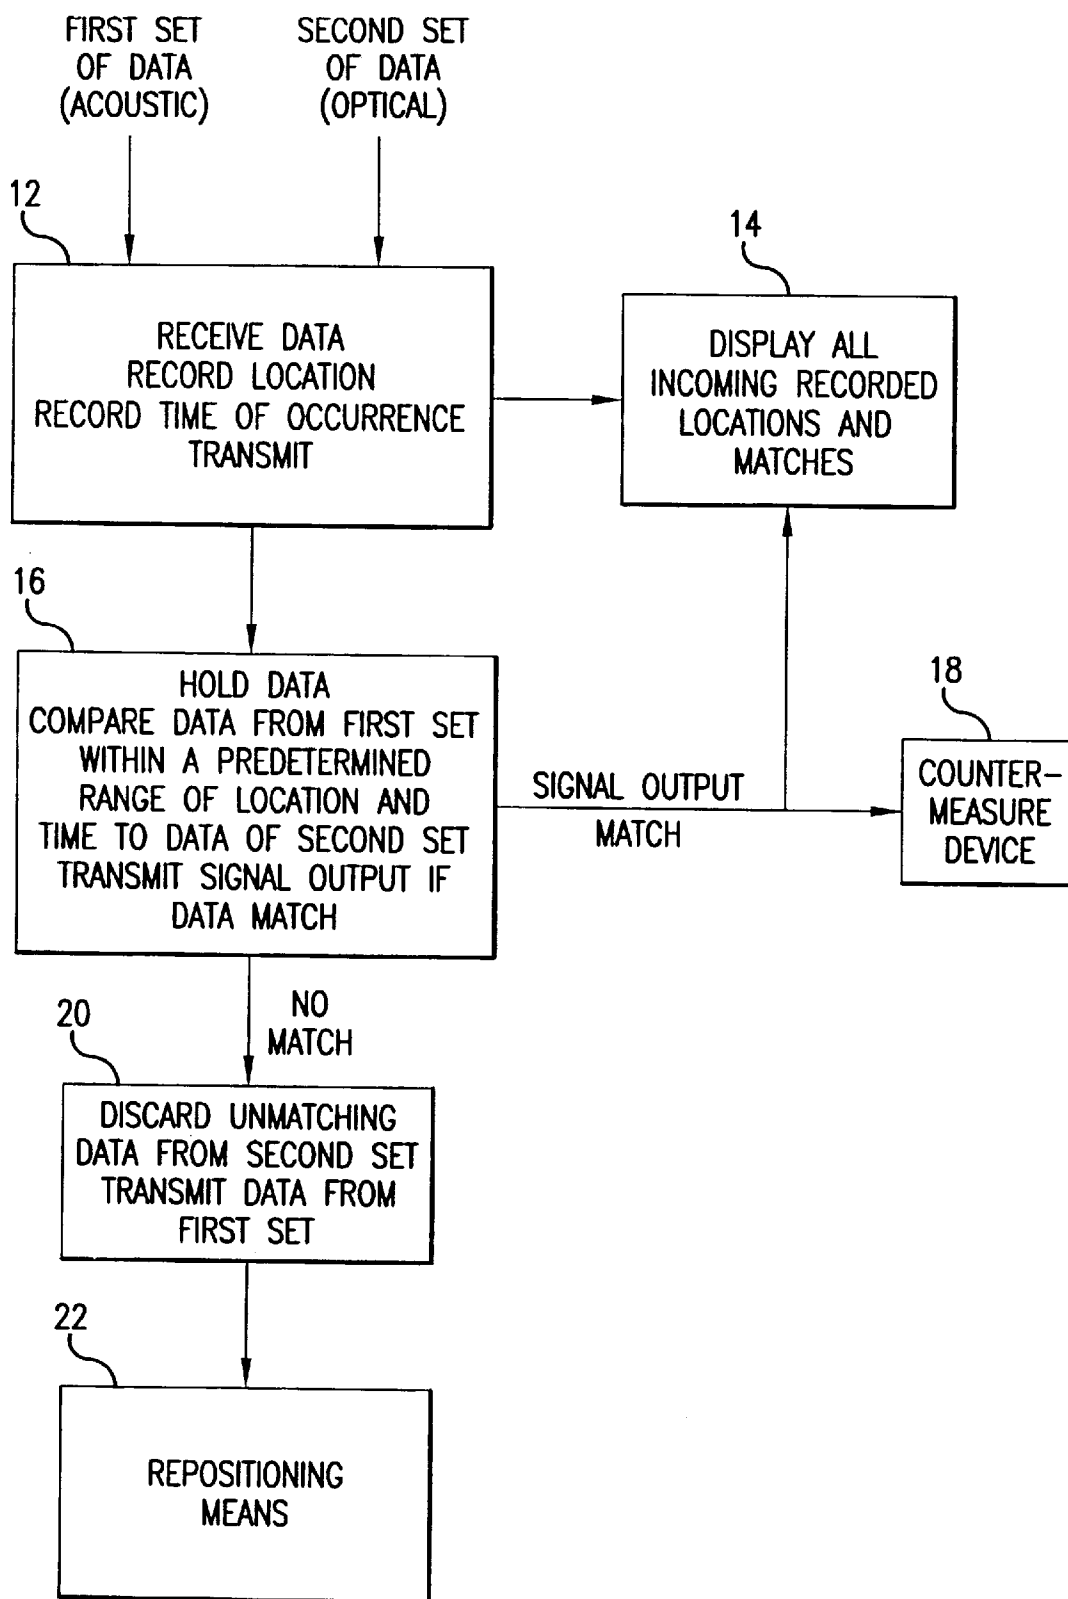 FIRST SET
OF DATA
(ACOUSTIC)
SECOND SET
OF DATA
(OPTICAL)
12
RECEIVE DATA
RECORD LOCATION
RECORD TIME OF OCCURRENCE
TRANSMIT
14
DISPLAY ALL
INCOMING RECORDED
LOCATIONS AND
MATCHES
16
HOLD DATA
COMPARE DATA FROM FIRST SET
WITHIN A PREDETERMINED
RANGE OF LOCATION AND
TIME TO DATA OF SECOND SET
TRANSMIT SIGNAL OUTPUT IF
DATA MATCH
SIGNAL OUTPUT
MATCH
18
COUNTER-
MEASURE
DEVICE
NO
MATCH
20
DISCARD UNMATCHING
DATA FROM SECOND SET
TRANSMIT DATA FROM
FIRST SET
22
REPOSITIONING
MEANS